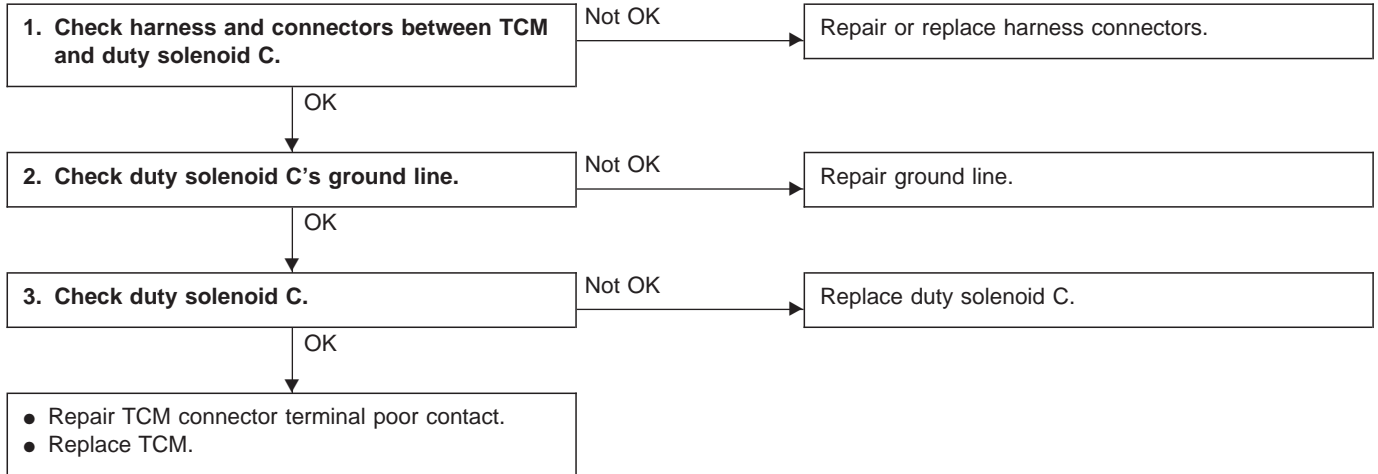 1. Check harness and connectors between TCM
and duty solenoid C.
Not OK
Repair or replace harness connectors.
OK
2. Check duty solenoid C’s ground line.
Not OK
Repair ground line.
OK
3. Check duty solenoid C.
Not OK
Replace duty solenoid C.
OK
● Repair TCM connector terminal poor contact.
● Replace TCM.